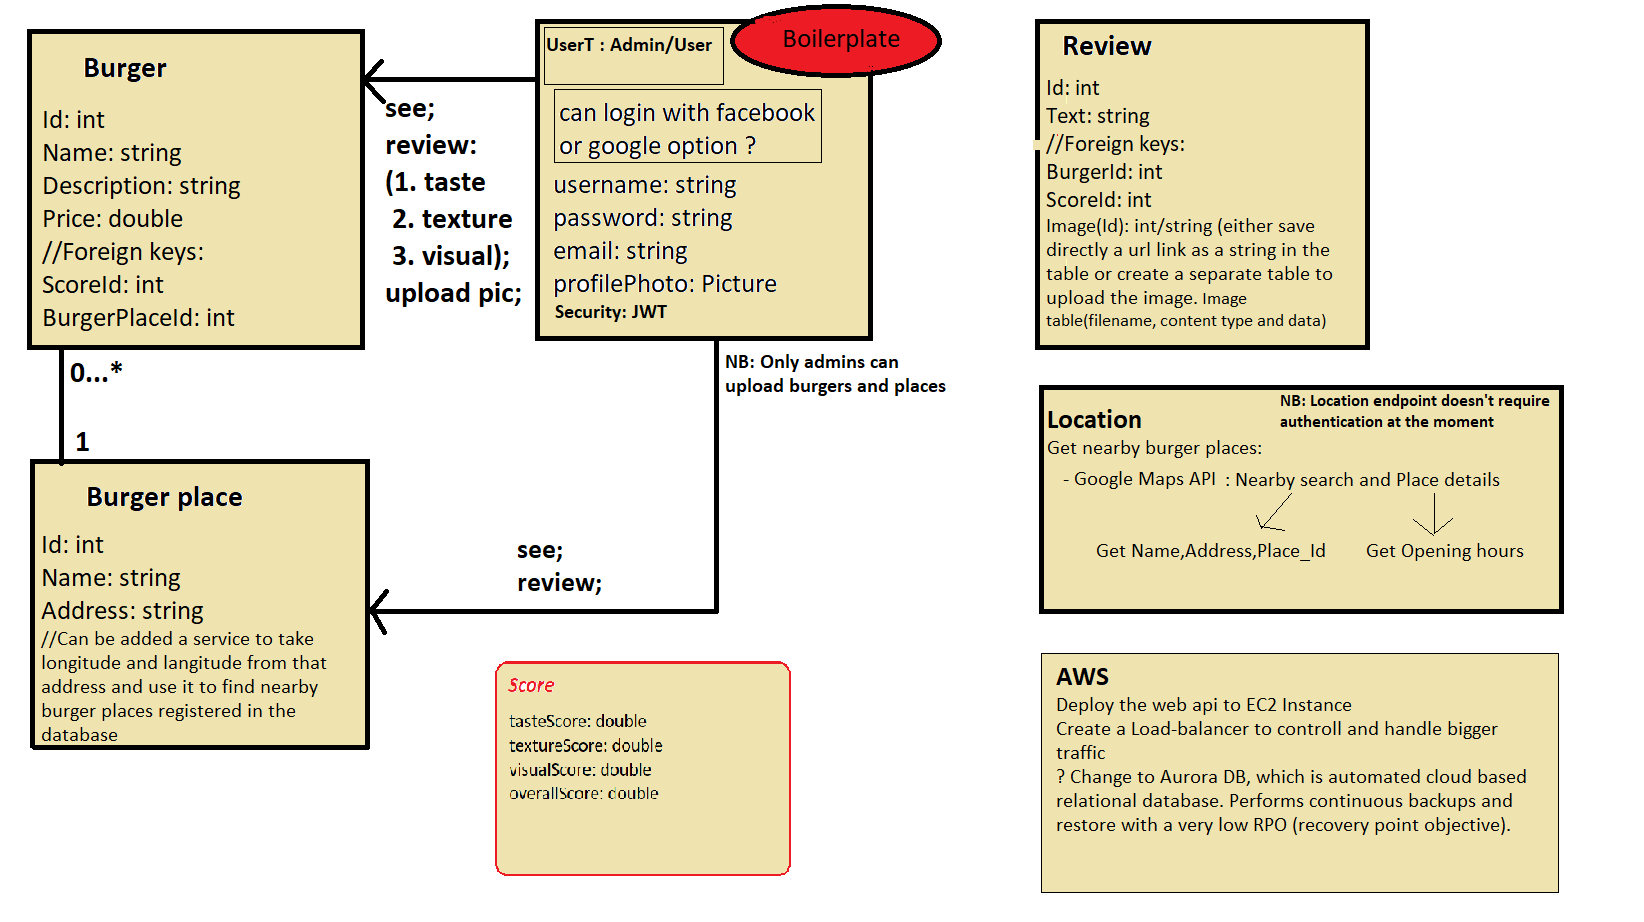 Burger
Id: int
Name: string
Description: string
Price: double
//Foreign keys:
ScoreId: int
BurgerPlaceId: int
0...*
1
Burger place
Id: int
Name: string
Address: string
//Can be added a service to take
longitude and langitude from that
address and use it to find nearby
burger places registered in the
database
see;
review:
(1. taste
2. texture
3. visual);
upload pic;
UserT : Admin/User
Boilerplate
can login with facebook
or google option ?
username: string
password: string
email: string
profilePhoto: Picture
Security: JWT
NB: Only admins can
upload burgers and places
see;
review;
Score
tasteScore: double
textureScore: double
visualScore: double
overallScore: double
Review
Id: int
Text: string
//Foreign keys:
BurgerId: int
ScoreId: int
Image(Id): int/string (either save
directly a url link as a string in the
table or create a separate table to
upload the image. Image
table(filename, content type and data)
NB: Location endpoint doesn't require
authentication at the moment
Location
Get nearby burger places:
- Google Maps API : Nearby search and Place details
Get Name,Address,Place_Id Get Opening hours
AWS
Deploy the web api to EC2 Instance
Create a Load-balancer to controll and handle bigger
traffic
? Change to Aurora DB, which is automated cloud based
relational database. Performs continuous backups and
restore with a very low RPO (recovery point objective).